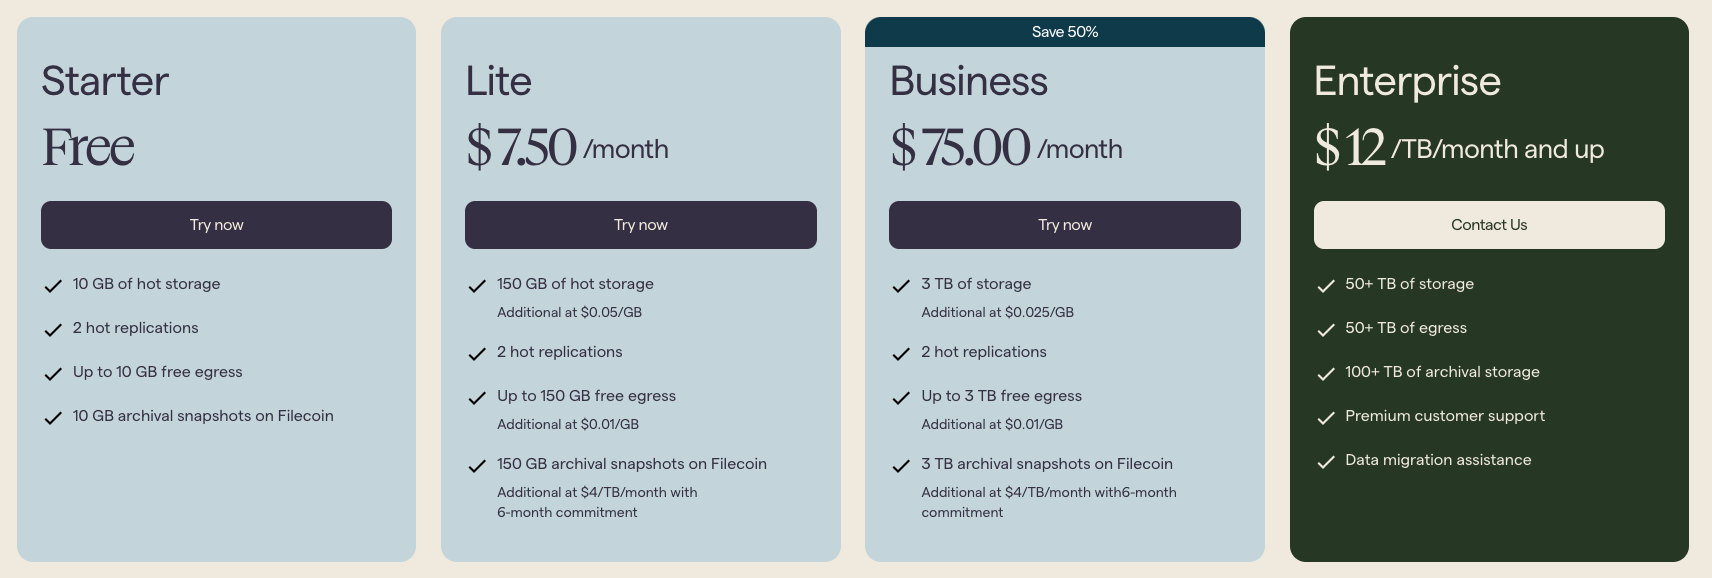 Starter
Free
Try now
10 GB of hot storage
2 hot replications
Up to 10 GB free egress
10 GB archival snapshots on Filecoin
Lite
$7.50 /month
Try now
150 GB of hot storage
Additional at $0.05/GB
2 hot replications
Up to 150 GB free egress
Additional at $0.01/GB
150 GB archival snapshots on Filecoin
Additional at $4/TB/month with
6-month commitment
Save 50%
Business
$75.00 /month
Try now
3 TB of storage
Additional at $0.025/GB
2 hot replications
Up to 3 TB free egress
Additional at $0.01/GB
3 TB archival snapshots on Filecoin
Additional at $4/TB/month with6-month
commitment
Enterprise
$12 /TB/month and up
Contact Us
50+ TB of storage
50+ TB of egress
100+ TB of archival storage
Premium customer support
Data migration assistance